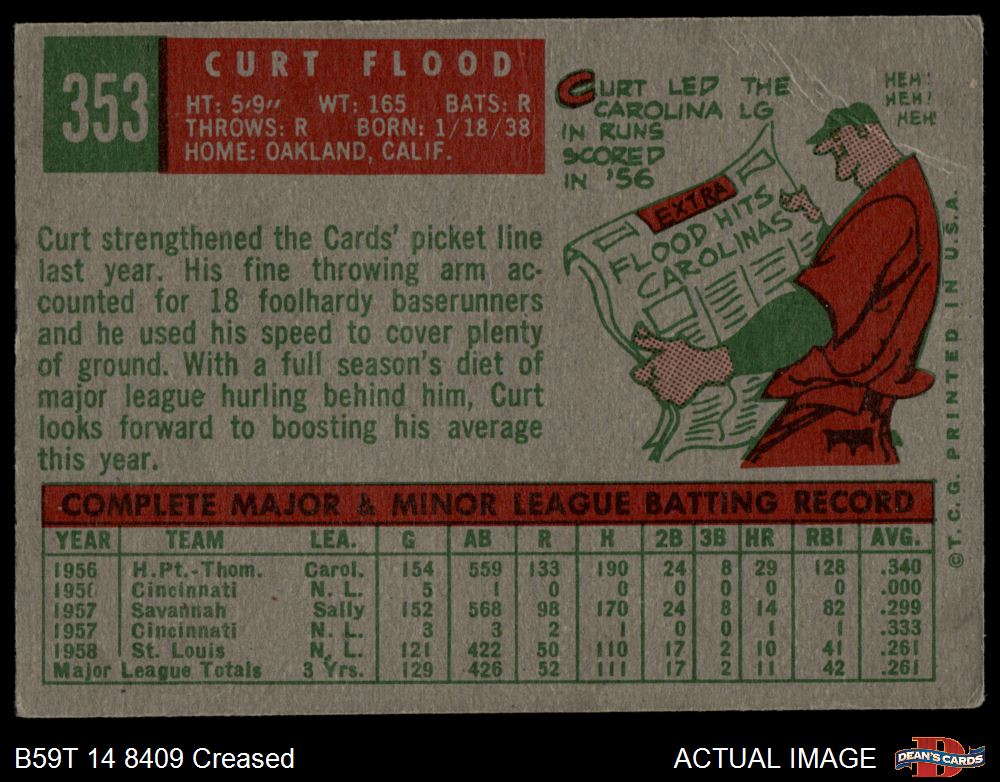 353
CURT FLOOD
HT: 5'9" WT: 165 BATS: R
THROWS: R BORN: 1/18/38
HOME: OAKLAND, CALIF.
CURT LED THE
CAROLINA LG
IN RUNS
SCORED
IN '56
HEH!
HEH!
HEH!
EXTRA
FLOOD HITS
CAROLINAS
Curt strengthened the Cards' picket line
last year. His fine throwing arm ac-
counted for 18 foolhardy baserunners
and he used his speed to cover plenty
of ground. With a full season's diet of
major league hurling behind him, Curt
looks forward to boosting his average
this year.
©T.C.G. PRINTED IN U.S.A.
COMPLETE MAJOR & MINOR LEAGUE BATTING RECORD
YEAR TEAM LEA. G AB R H 2B 3B HR RBI AVG.
1956 H.Pt.-Thom. Carol. 154 559 133 190 24 8 29 128 .340
1956 Cincinnati N. L. 5 1 0 0 0 0 0 0 .000
1957 Savannah Sally 152 568 98 170 24 8 14 82 .299
1957 Cincinnati N. L. 3 3 2 1 0 0 1 1 .333
1958 St. Louis N. L. 121 422 50 110 17 2 10 41 .261
Major League Totals 3 Yrs. 129 426 52 111 17 2 11 42 .261
B59T 14 8409 Creased
ACTUAL IMAGE
D
DEAN'S CARDS